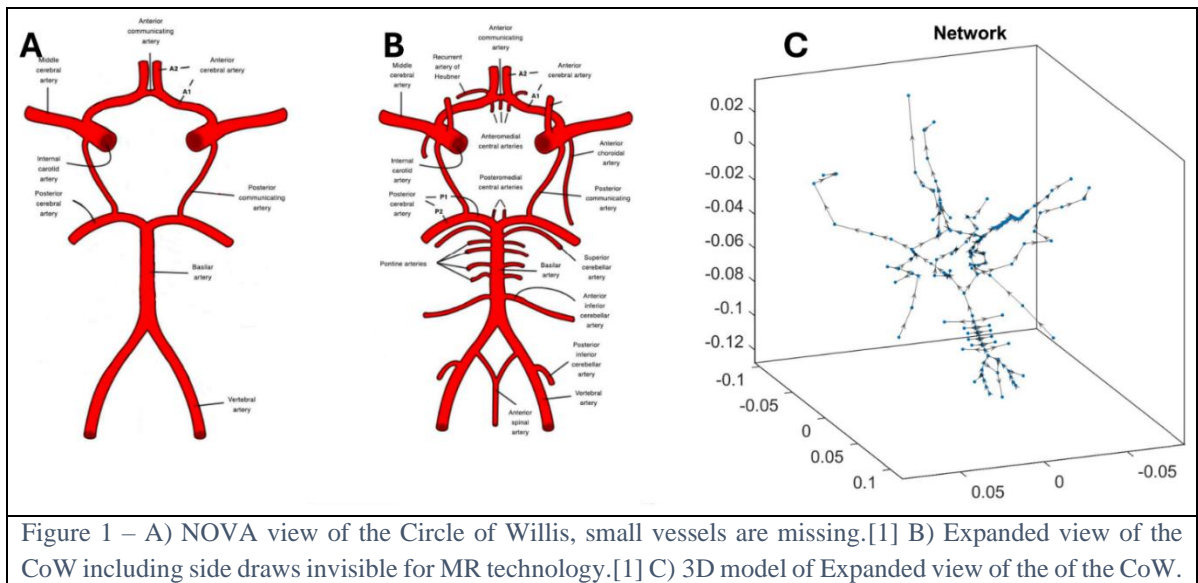 A
Anterior
communicating
artery
Middle
cerebral
artery
A2
Anterior
cerebral artery
A1
Internal
carotid
artery
Posterior
cerebral artery
Posterior
communicating
artery
Basilar
artery
Vertebral
artery
B
Anterior
communicating
artery
Recurrent
artery of
Heubner
Middle
cerebral
artery
A2
Anterior
cerebral artery
A1
Anteromedial
central arteries
Anterior
choroidal
artery
Internal
carotid
artery
Posteromedial
central arteries
Posterior
cerebral
artery
P1
P2
Posterior
communicating
artery
Pontine arteries
Basilar
artery
Superior
cerebellar
artery
Anterior
inferior
cerebellar
artery
Posterior
inferior
cerebellar
artery
Vertebral
artery
Anterior
spinal
artery
C
Network
0.02
0
-0.02
-0.04
-0.06
-0.08
-0.1
-0.12
-0.1
-0.05
0
0.05
0.1
0.05
0
-0.05
Figure 1 – A) NOVA view of the Circle of Willis, small vessels are missing.[1] B) Expanded view of the
CoW including side draws invisible for MR technology.[1] C) 3D model of Expanded view of the of the CoW.